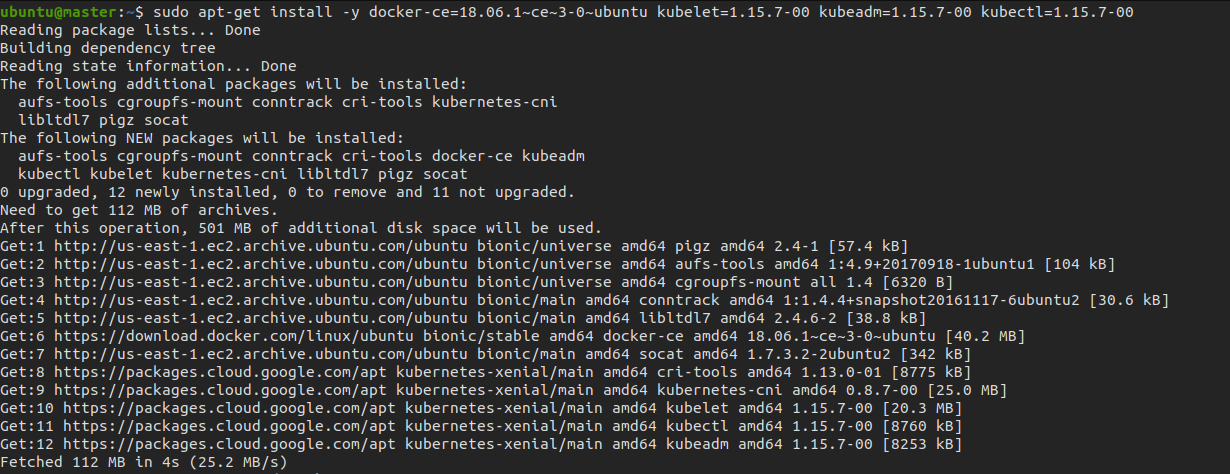 ubuntu@master:~$ sudo apt-get install -y docker-ce=18.06.1~ce~3-0~ubuntu kubelet=1.15.7-00 kubeadm=1.15.7-00 kubectl=1.15.7-00
Reading package lists... Done
Building dependency tree
Reading state information... Done
The following additional packages will be installed:
  aufs-tools cgroupfs-mount conntrack cri-tools kubernetes-cni
  libltdl7 pigz socat
The following NEW packages will be installed:
  aufs-tools cgroupfs-mount conntrack cri-tools docker-ce kubeadm
  kubectl kubelet kubernetes-cni libltdl7 pigz socat
0 upgraded, 12 newly installed, 0 to remove and 11 not upgraded.
Need to get 112 MB of archives.
After this operation, 501 MB of additional disk space will be used.
Get:1 http://us-east-1.ec2.archive.ubuntu.com/ubuntu bionic/universe amd64 pigz amd64 2.4-1 [57.4 kB]
Get:2 http://us-east-1.ec2.archive.ubuntu.com/ubuntu bionic/universe amd64 aufs-tools amd64 1:4.9+20170918-1ubuntu1 [104 kB]
Get:3 http://us-east-1.ec2.archive.ubuntu.com/ubuntu bionic/universe amd64 cgroupfs-mount all 1.4 [6320 B]
Get:4 http://us-east-1.ec2.archive.ubuntu.com/ubuntu bionic/main amd64 conntrack amd64 1:1.4.4+snapshot20161117-6ubuntu2 [30.6 kB]
Get:5 http://us-east-1.ec2.archive.ubuntu.com/ubuntu bionic/main amd64 libltdl7 amd64 2.4.6-2 [38.8 kB]
Get:6 https://download.docker.com/linux/ubuntu bionic/stable amd64 docker-ce amd64 18.06.1~ce~3-0~ubuntu [40.2 MB]
Get:7 http://us-east-1.ec2.archive.ubuntu.com/ubuntu bionic/main amd64 socat amd64 1.7.3.2-2ubuntu2 [342 kB]
Get:8 https://packages.cloud.google.com/apt kubernetes-xenial/main amd64 cri-tools amd64 1.13.0-01 [8775 kB]
Get:9 https://packages.cloud.google.com/apt kubernetes-xenial/main amd64 kubernetes-cni amd64 0.8.7-00 [25.0 MB]
Get:10 https://packages.cloud.google.com/apt kubernetes-xenial/main amd64 kubelet amd64 1.15.7-00 [20.3 MB]
Get:11 https://packages.cloud.google.com/apt kubernetes-xenial/main amd64 kubectl amd64 1.15.7-00 [8760 kB]
Get:12 https://packages.cloud.google.com/apt kubernetes-xenial/main amd64 kubeadm amd64 1.15.7-00 [8253 kB]
Fetched 112 MB in 4s (25.2 MB/s)